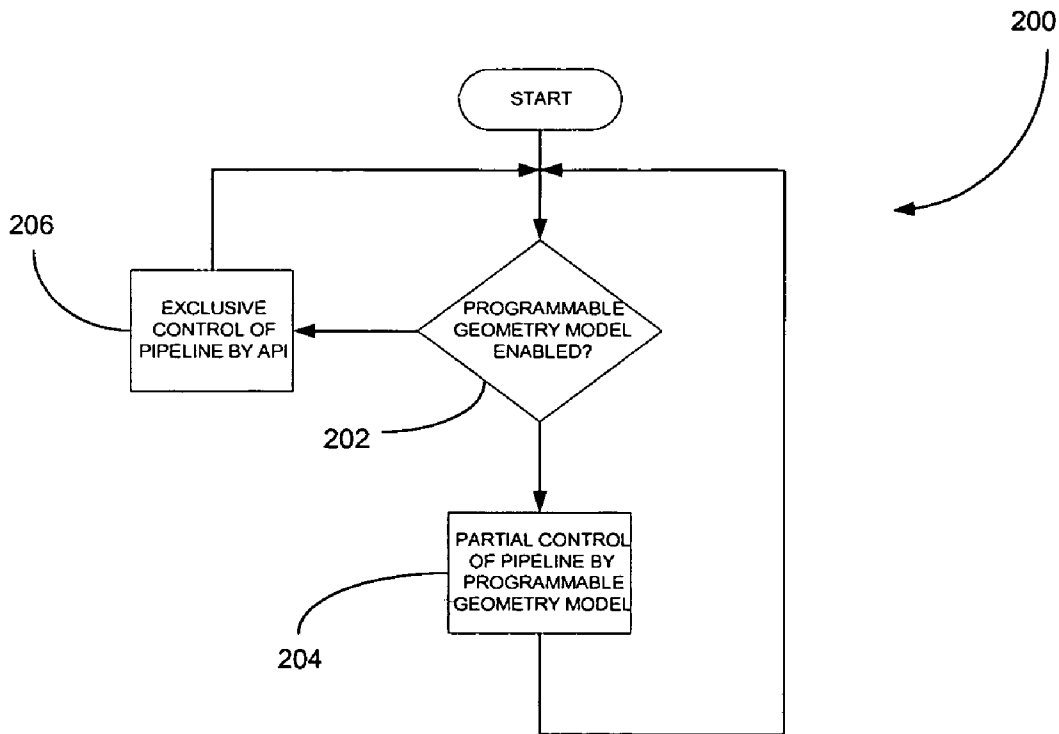 200
START
206
EXCLUSIVE
CONTROL OF
PIPELINE BY API
PROGRAMMABLE
GEOMETRY MODEL
ENABLED?
202
PARTIAL CONTROL
OF PIPELINE BY
PROGRAMMABLE
GEOMETRY MODEL
204